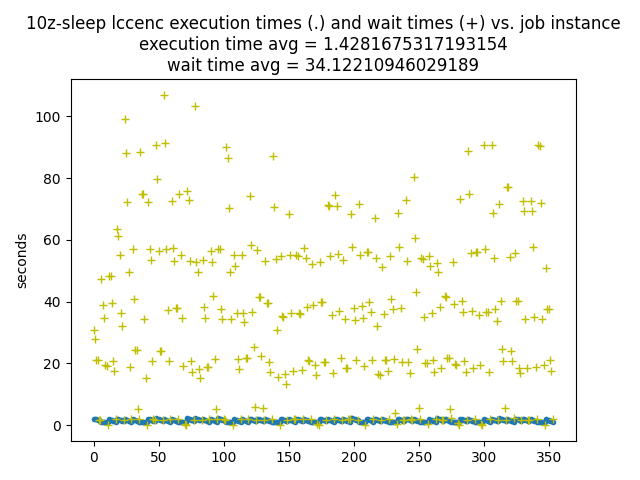 10z-sleep lccenc execution times (.) and wait times (+) vs. job instance
execution time avg = 1.4281675317193154
wait time avg = 34.12210946029189
seconds
100
80
60
40
20
0
0 50 100 150 200 250 300 350